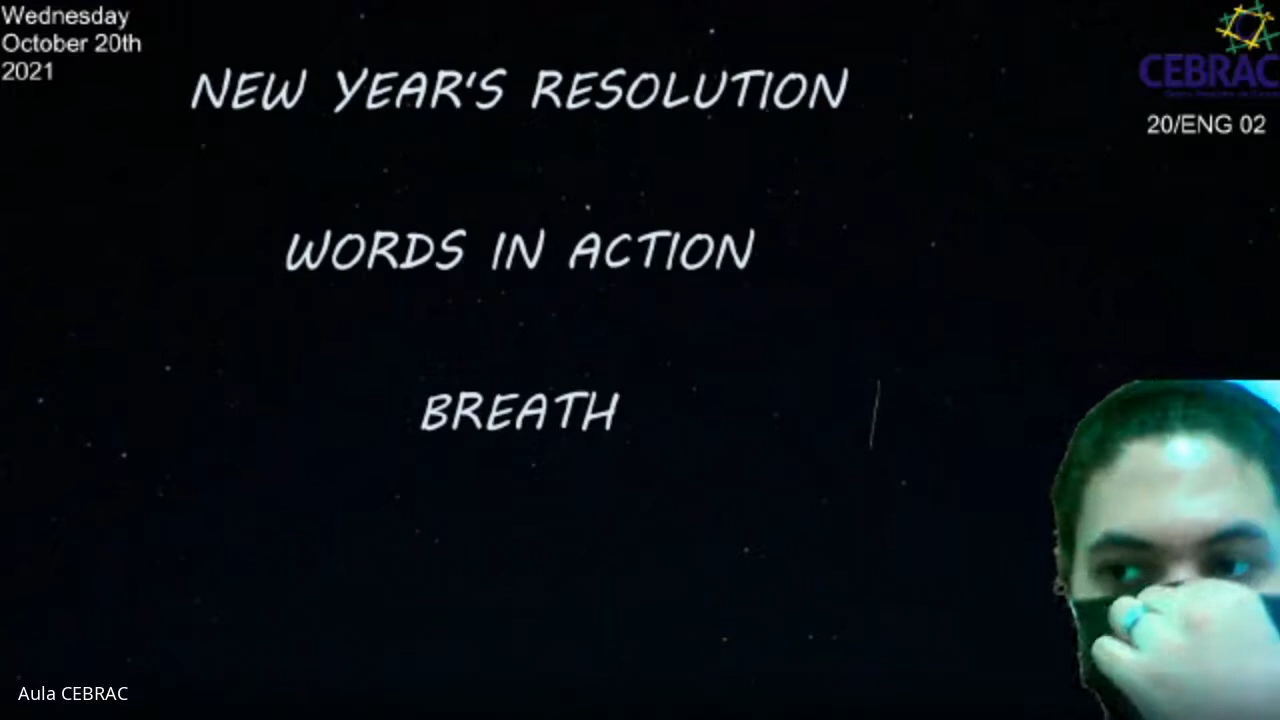 Wednesday
October 20th
2021
NEW YEAR'S RESOLUTION
CEBRAC
20/ENG 02
WORDS IN ACTION
BREATH
Aula CEBRAC